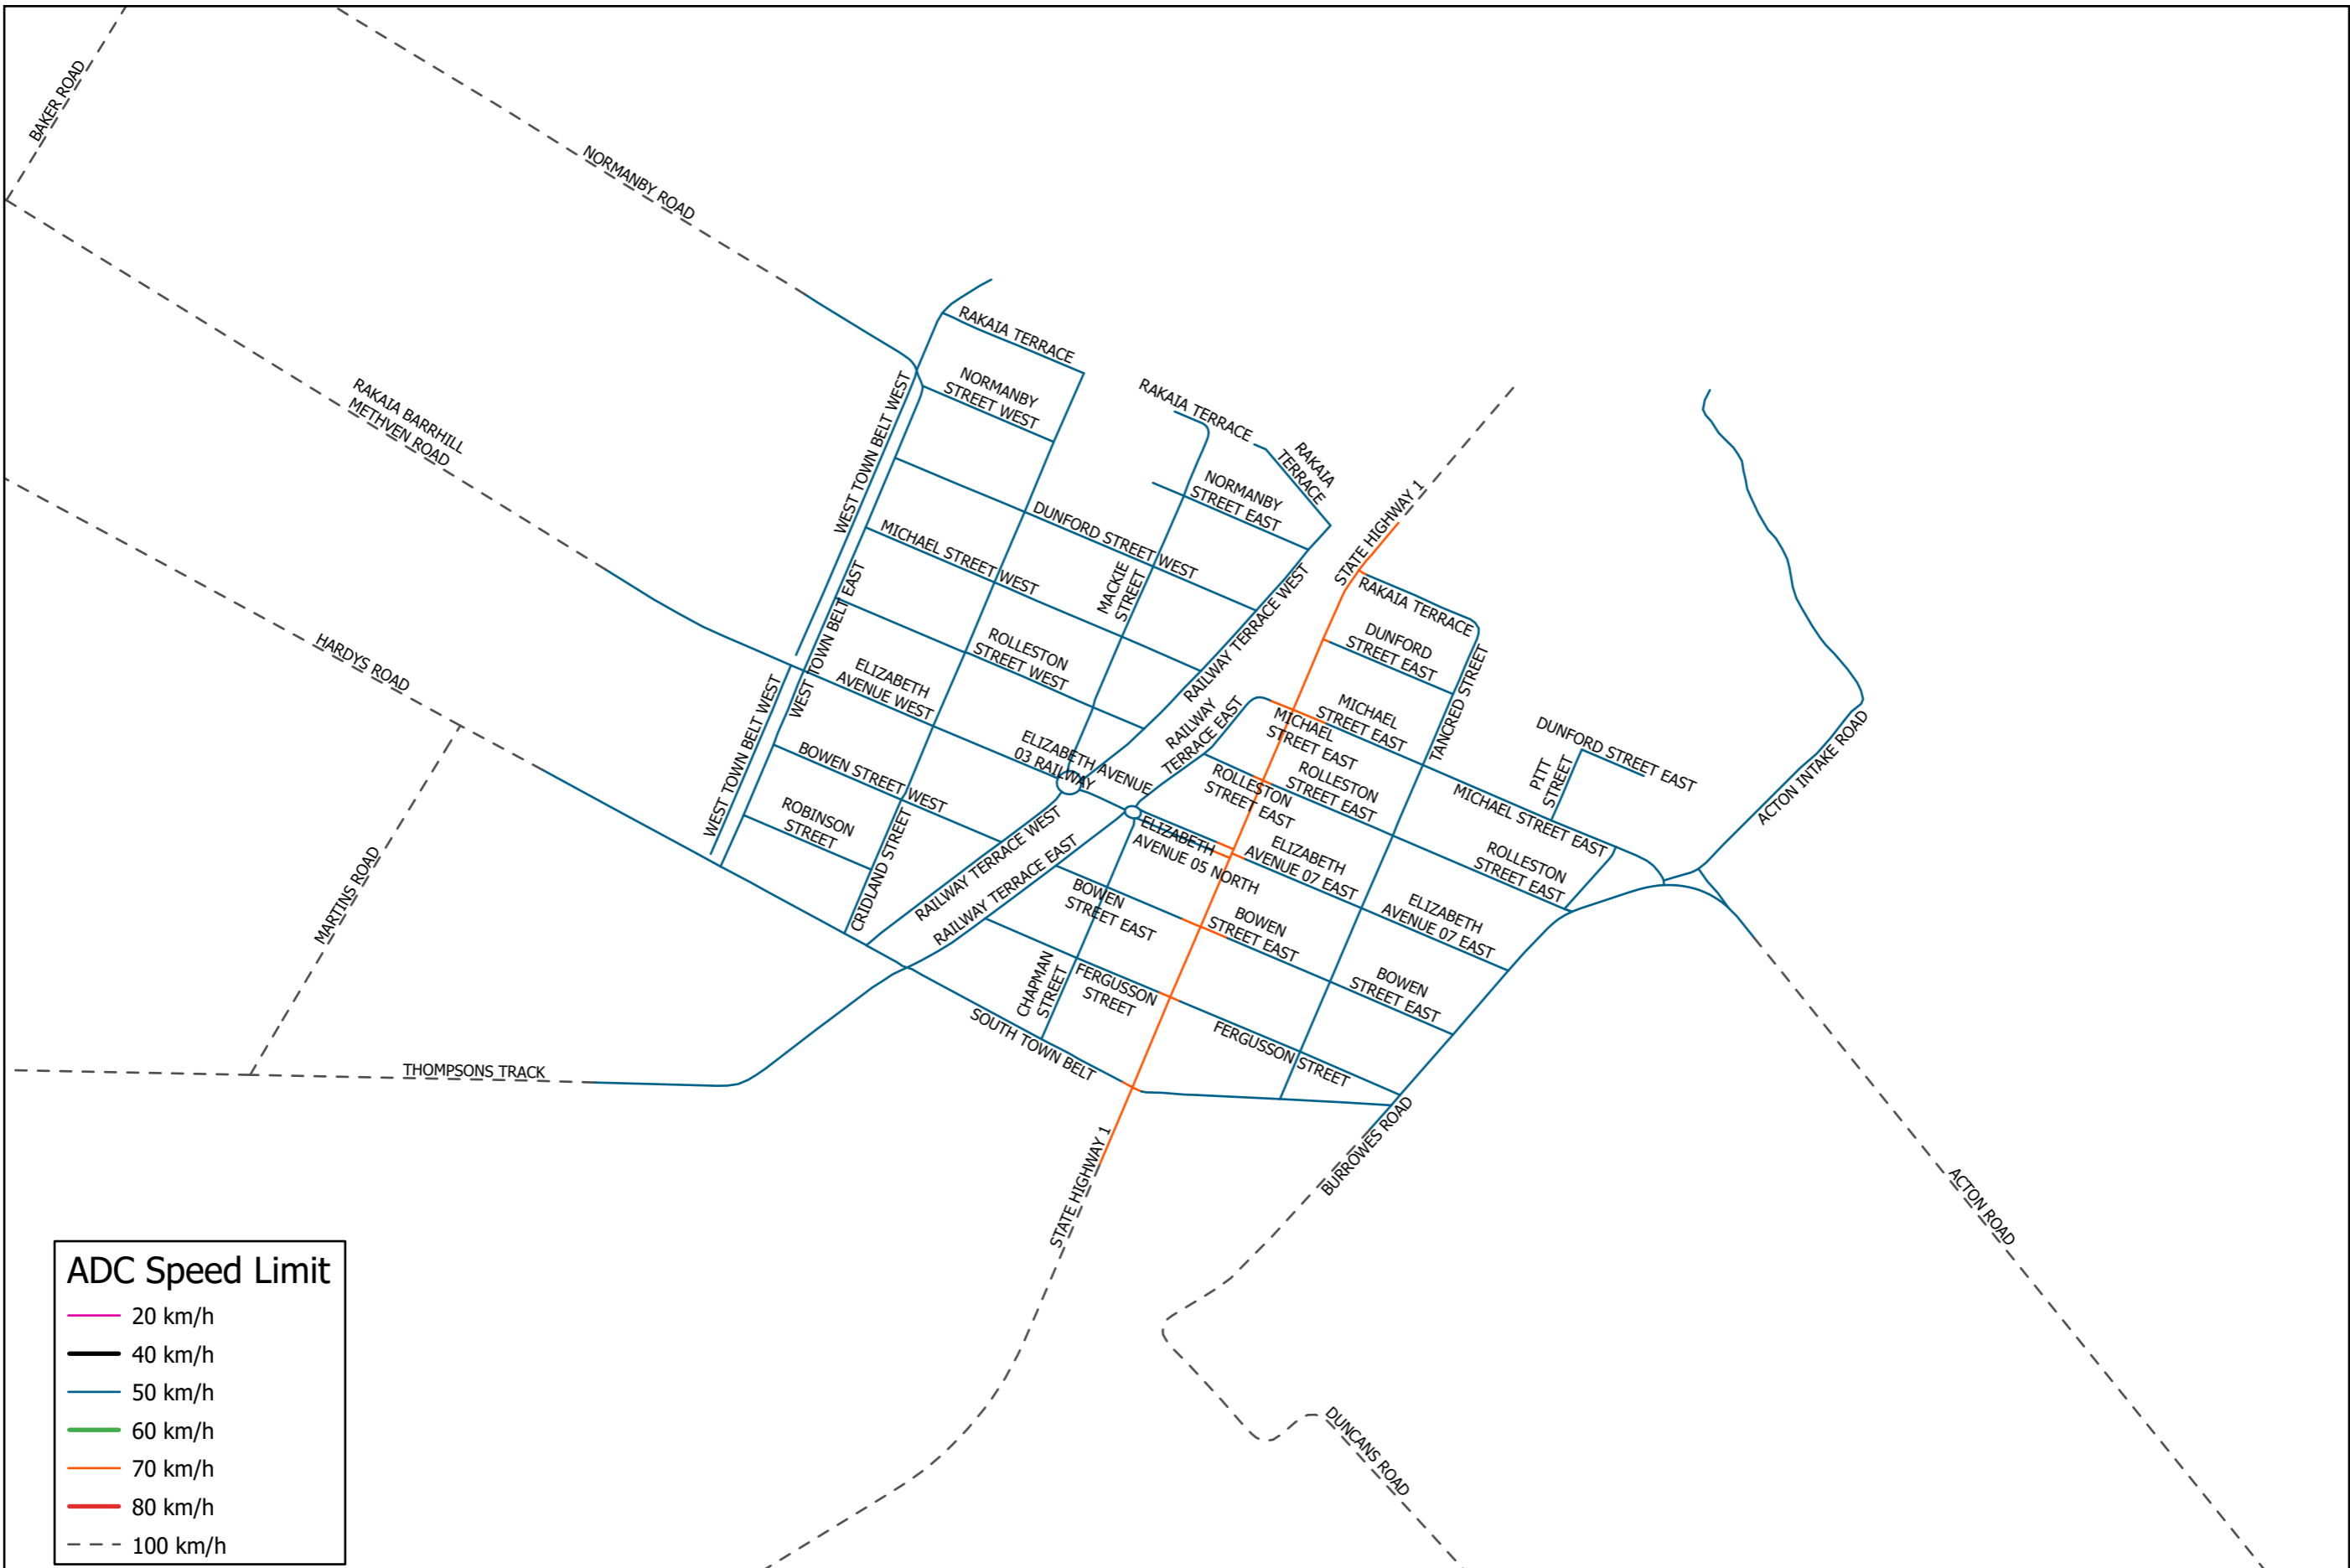 BAKER ROAD
NORMANBY ROAD
RAKAIA BARRHILL
METHVEN ROAD
HARDYS ROAD
MARTINS ROAD
THOMPSONS TRACK
RAKAIA TERRACE
NORMANBY
STREET WEST
WEST TOWN BELT WEST
RAKAIA TERRACE
RAKAIA
TERRACE
NORMANBY
STREET EAST
DUNFORD STREET WEST
MICHAEL STREET WEST
MACKIE
STREET
WEST TOWN BELT EAST
ROLLESTON
STREET WEST
RAILWAY TERRACE WEST
STATE HIGHWAY 1
RAKAIA TERRACE
DUNFORD
STREET EAST
TANCRED STREET
ELIZABETH
AVENUE WEST
WEST TOWN BELT EAST
WEST TOWN BELT WEST
BOWEN STREET WEST
ELIZABETH AVENUE
03 RAILWAY
RAILWAY
TERRACE EAST
MICHAEL
STREET EAST
MICHAEL
STREET EAST
ROLLESTON
STREET EAST
ROLLESTON
STREET EAST
DUNFORD STREET EAST
PITT
STREET
MICHAEL STREET EAST
ACTON INTAKE ROAD
ROBINSON
STREET
CRIDLAND STREET
RAILWAY TERRACE WEST
RAILWAY TERRACE EAST
ELIZABETH
AVENUE 05 NORTH
ELIZABETH
AVENUE 07 EAST
ROLLESTON
STREET EAST
ELIZABETH
AVENUE 07 EAST
BOWEN
STREET EAST
BOWEN
STREET EAST
BOWEN
STREET EAST
CHAPMAN
STREET
FERGUSSON
STREET
SOUTH TOWN BELT
FERGUSSON STREET
BURROWES ROAD
STATE HIGHWAY 1
ACTON ROAD
DUNCANS ROAD
ADC Speed Limit
20 km/h
40 km/h
50 km/h
60 km/h
70 km/h
80 km/h
100 km/h